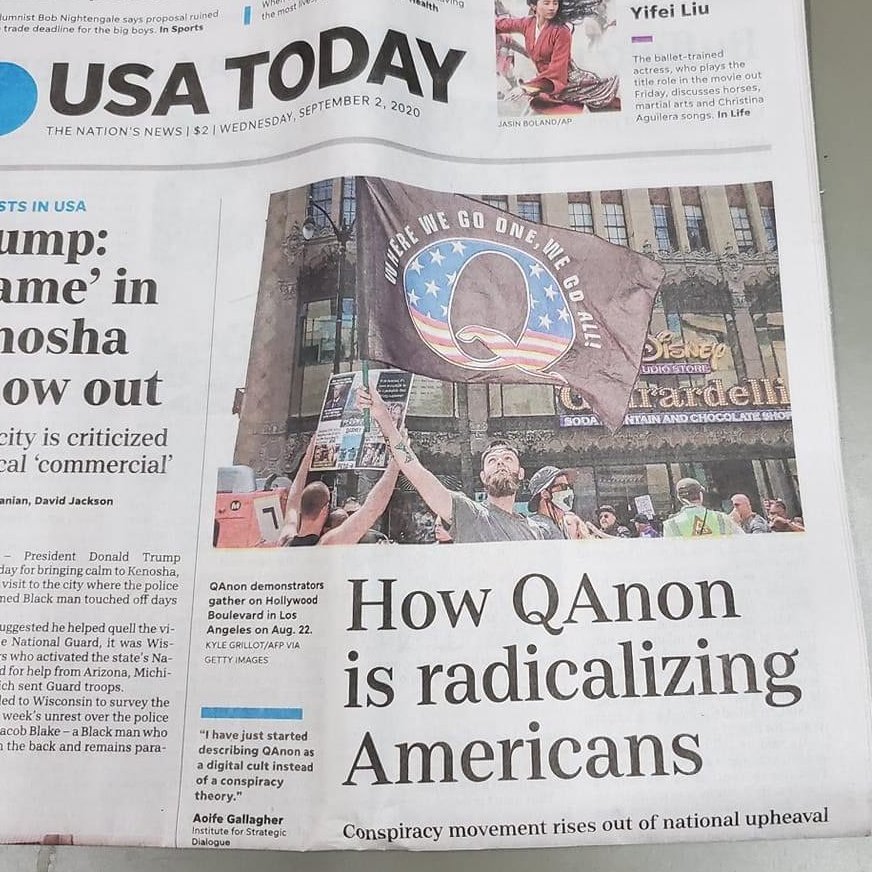 umnist Bob Nightengale says proposal ruined
trade deadline for the big boys. In Sports
the most
Yifei Liu
The ballet-trained
actress, who plays the
title role in the movie out
Friday, discusses horses,
martial arts and Christina
Aguilera songs. In Life
JASIN BOLAND/AP
USA TODAY
THE NATION'S NEWS | $2 | WEDNESDAY, SEPTEMBER 2, 2020
STS IN USA
ump:
ame’ in
nosha
ow out
city is criticized
cal ‘commercial’
anian, David Jackson
– President Donald Trump
day for bringing calm to Kenosha,
visit to the city where the police
med Black man touched off days
uggested he helped quell the vi-
e National Guard, it was Wis-
rs who activated the state's Na-
d for help from Arizona, Michi-
ich sent Guard troops.
led to Wisconsin to survey the
week's unrest over the police
acob Blake – a Black man who
n the back and remains para-
WHERE WE GO ONE, WE GO ALL!
Q
DISNEY
UDIO STORE
Ghirardelli
SODA NTAIN AND CHOCOLATE SHOP
M
7
QAnon demonstrators
gather on Hollywood
Boulevard in Los
Angeles on Aug. 22.
KYLE GRILLOT/AFP VIA
GETTY IMAGES
"I have just started
describing QAnon as
a digital cult instead
of a conspiracy
theory."
Aoife Gallagher
Institute for Strategic
Dialogue
How QAnon
is radicalizing
Americans
Conspiracy movement rises out of national upheaval